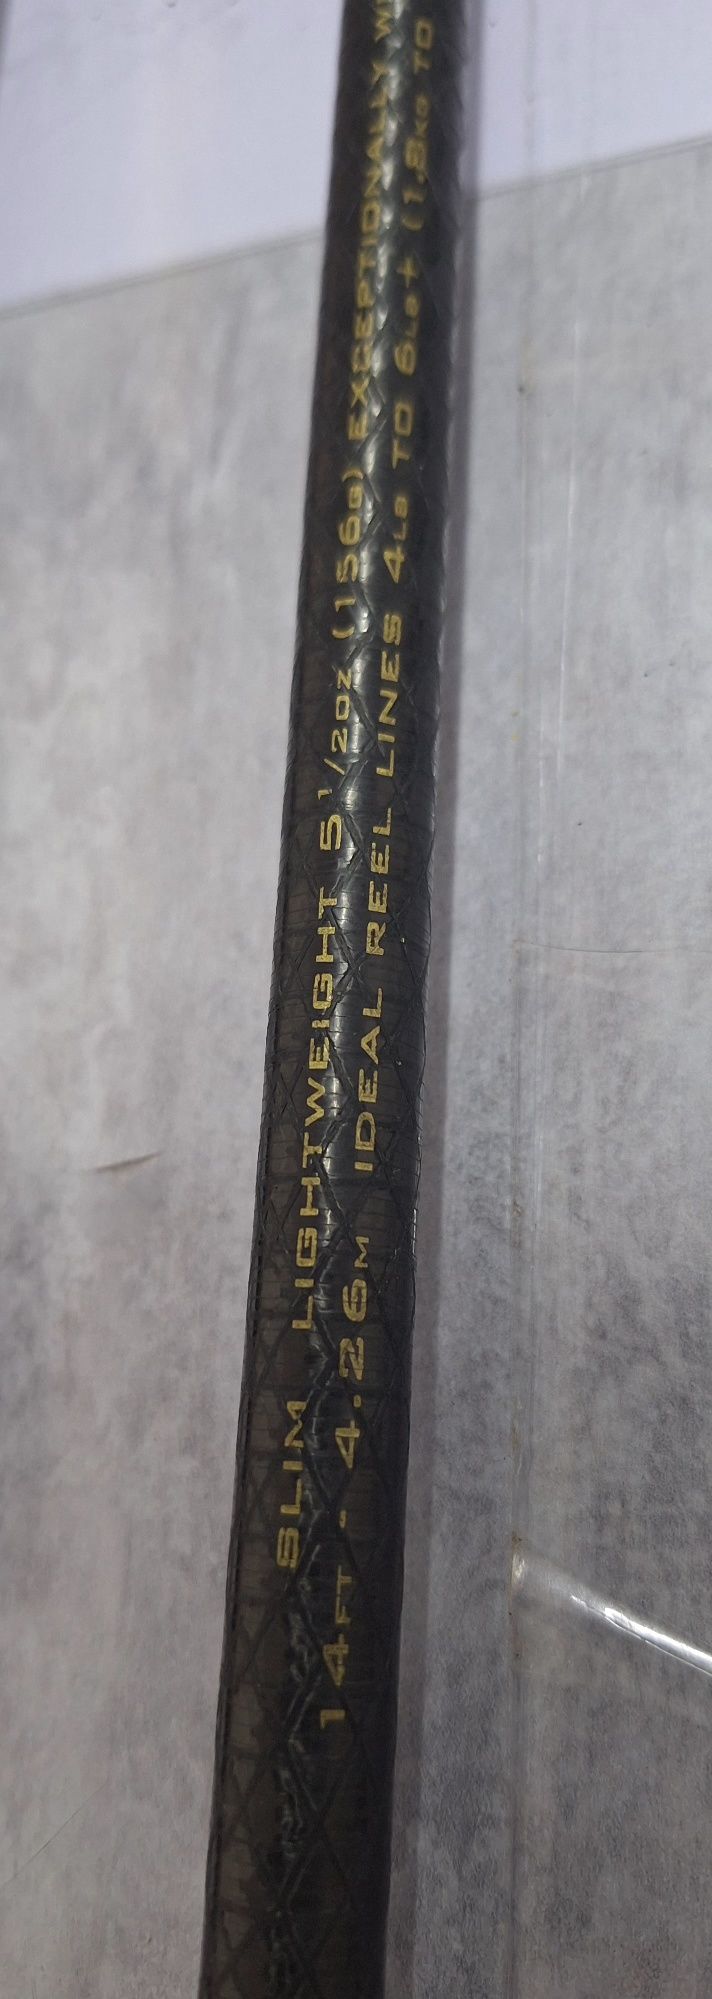 SLIM LIGHTWEIGHT 5 1/2OZ (156G) EXCEPTIONALLY
14FT - 4.26M IDEAL REEL LINES 4LB TO 6LB+ (1.8KG TO